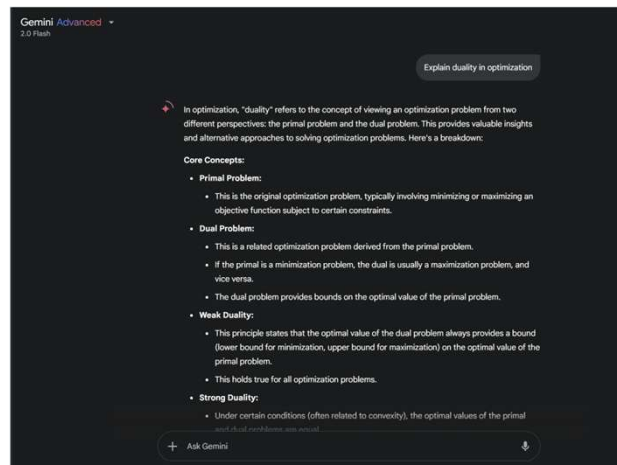 Gemini Advanced
2.0 Flash
Explain duality in optimization
In optimization, "duality" refers to the concept of viewing an optimization problem from two
different perspectives: the primal problem and the dual problem. This provides valuable insights
and alternative approaches to solving optimization problems. Here's a breakdown:
Core Concepts:
• Primal Problem:
• This is the original optimization problem, typically involving minimizing or maximizing an
objective function subject to certain constraints.
• Dual Problem:
• This is a related optimization problem derived from the primal problem.
• If the primal is a minimization problem, the dual is usually a maximization problem, and
vice versa.
• The dual problem provides bounds on the optimal value of the primal problem.
• Weak Duality:
• This principle states that the optimal value of the dual problem always provides a bound
(lower bound for minimization, upper bound for maximization) on the optimal value of the
primal problem.
• This holds true for all optimization problems.
• Strong Duality:
• Under certain conditions (often related to convexity), the optimal values of the primal
and dual problems are equal
Ask Gemini